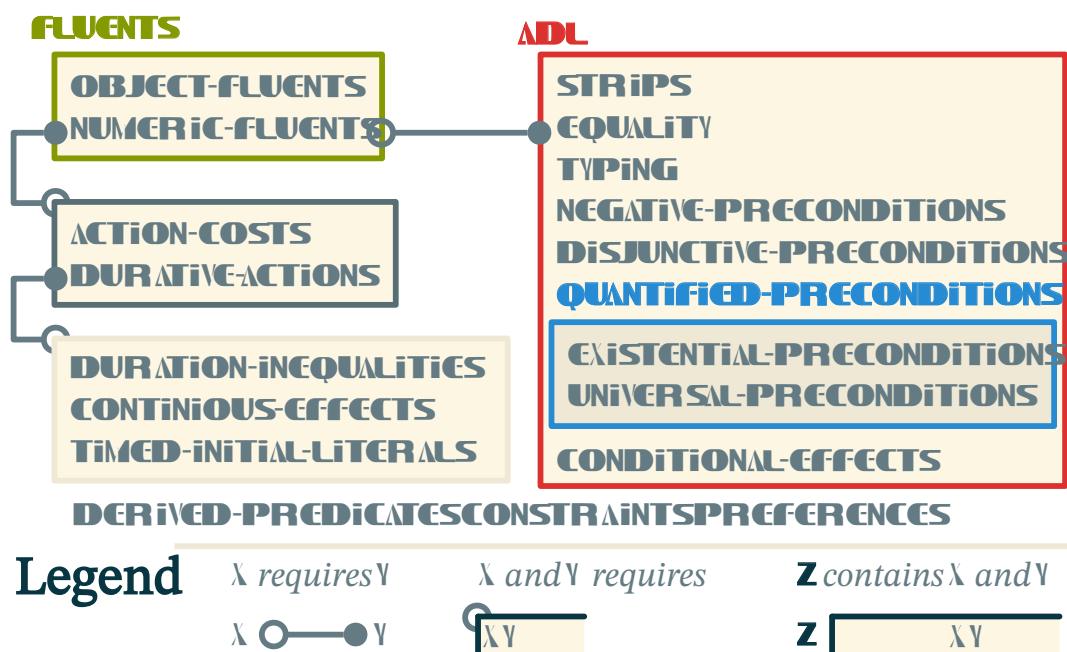 FLUENTS
OBJECT-FLUENTS
NUMERiC-FLUENTS
ACTiON-COSTS
DURATiVE-ACTiONS
DURATiON-iNEQUALiTiES
CONTiNiOUS-EFFECTS
TiMED-iNiTiAL-LiTERALS
ADL
STRiPS
EQUALiTY
TYPiNG
NEGATiVE-PRECONDiTiONS
DiSJUNCTiVE-PRECONDiTiONS
QUANTiFiED-PRECONDiTiONS
EXiSTENTiAL-PRECONDiTiONS
UNiVERSAL-PRECONDiTiONS
CONDiTiONAL-EFFECTS
DERiVED-PREDiCATESCONSTRAiNTSPREFERENCES
Legend
X requires Y
X and Y requires
Z contains X and Y
X Y
X Y
Z X Y